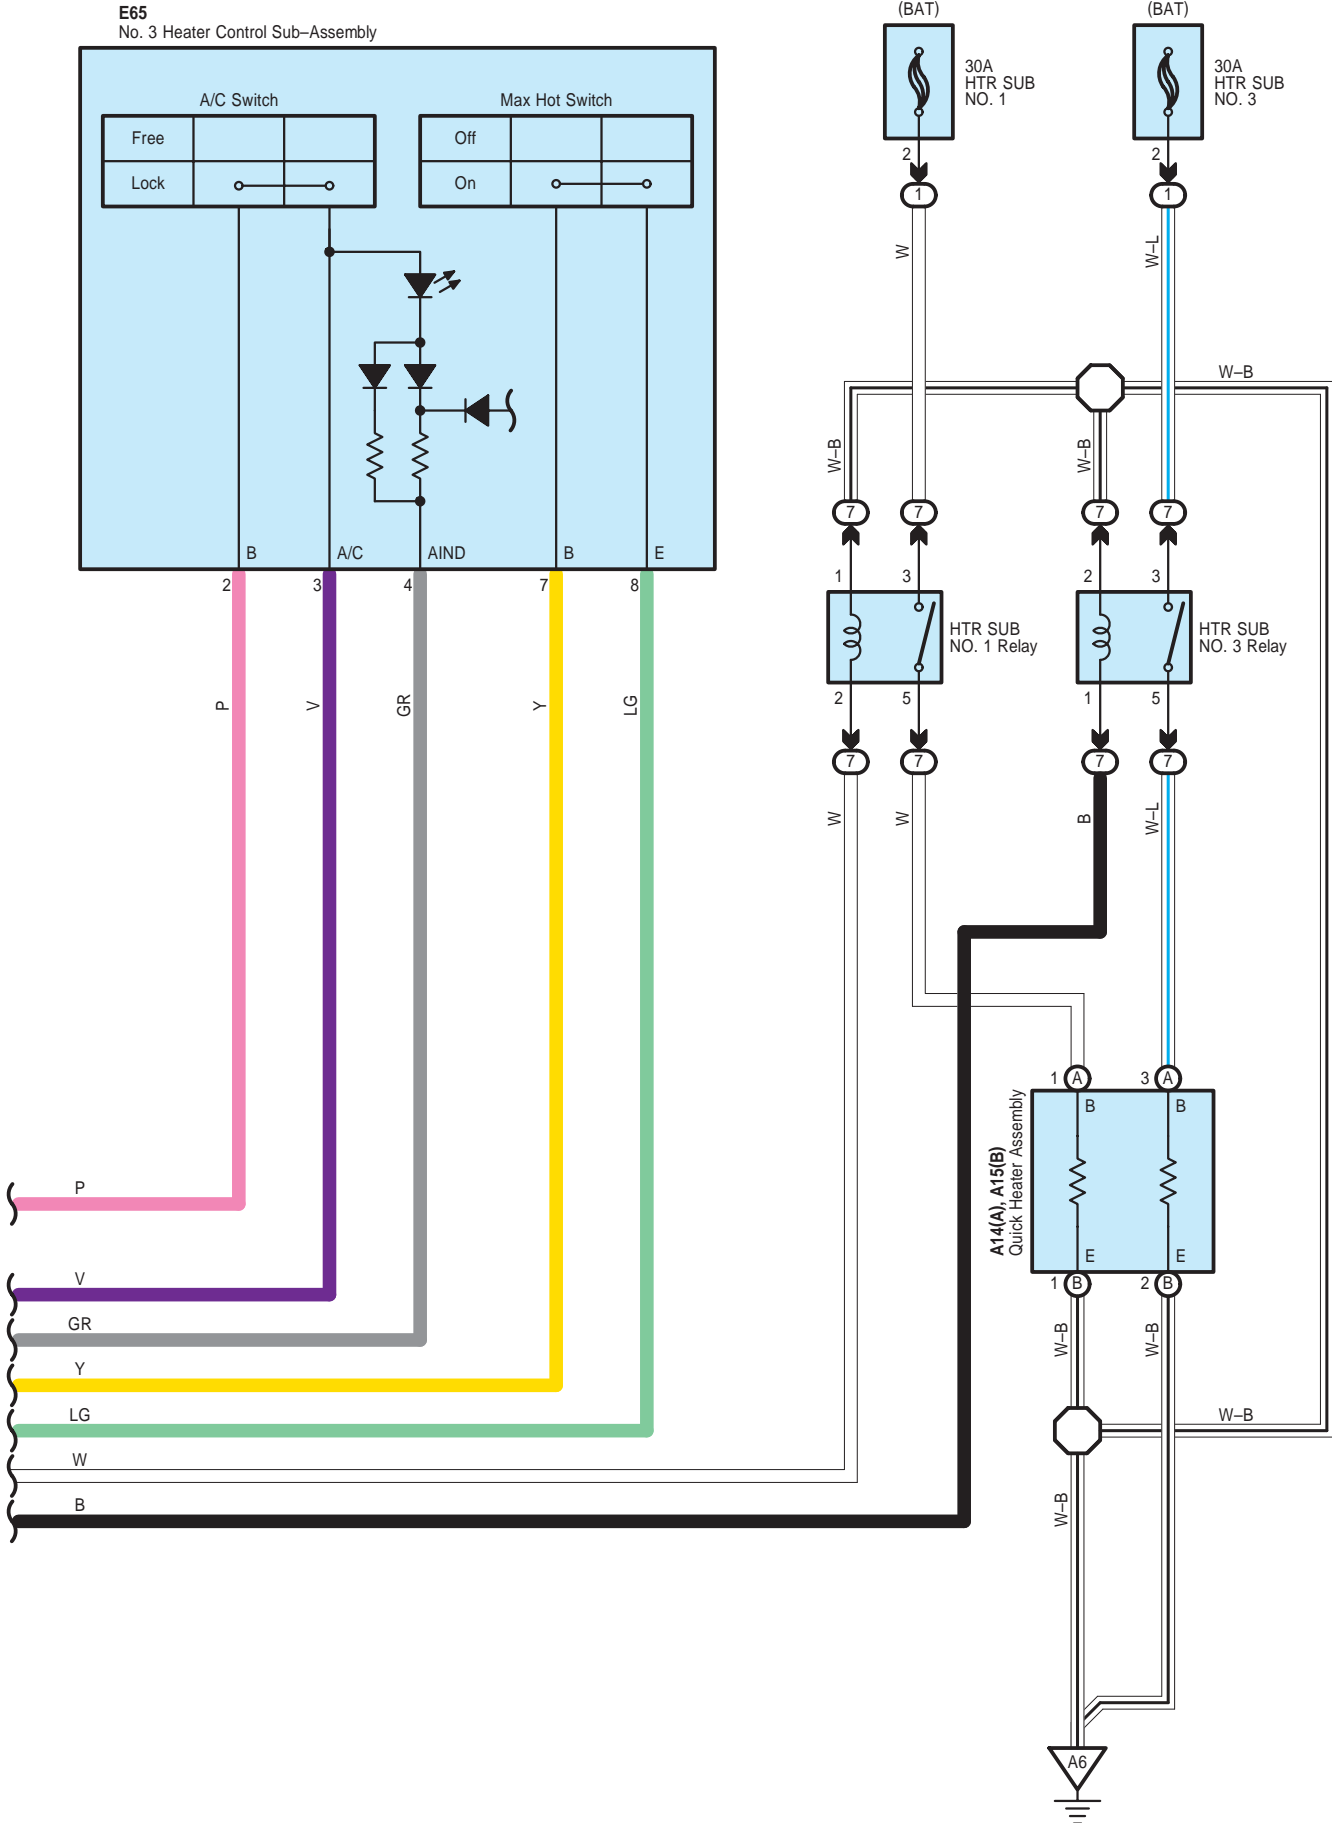 E65
No. 3 Heater Control Sub–Assembly
(BAT)
(BAT)
30A
HTR SUB
NO. 1
30A
HTR SUB
NO. 3
A/C Switch
Max Hot Switch
Free
Lock
Off
On
2
2
1
1
W
W–L
W–B
W–B
W–B
7
7
7
7
B
A/C
AIND
B
E
2
3
4
7
8
1
3
2
3
HTR SUB
NO. 1 Relay
HTR SUB
NO. 3 Relay
2
5
1
5
P
V
GR
Y
LG
7
7
7
7
W
W
B
W–L
1
A
3
A
B
B
A14(A), A15(B)
Quick Heater Assembly
E
E
1
B
2
B
P
V
GR
Y
LG
W
B
W–B
W–B
W–B
W–B
A6